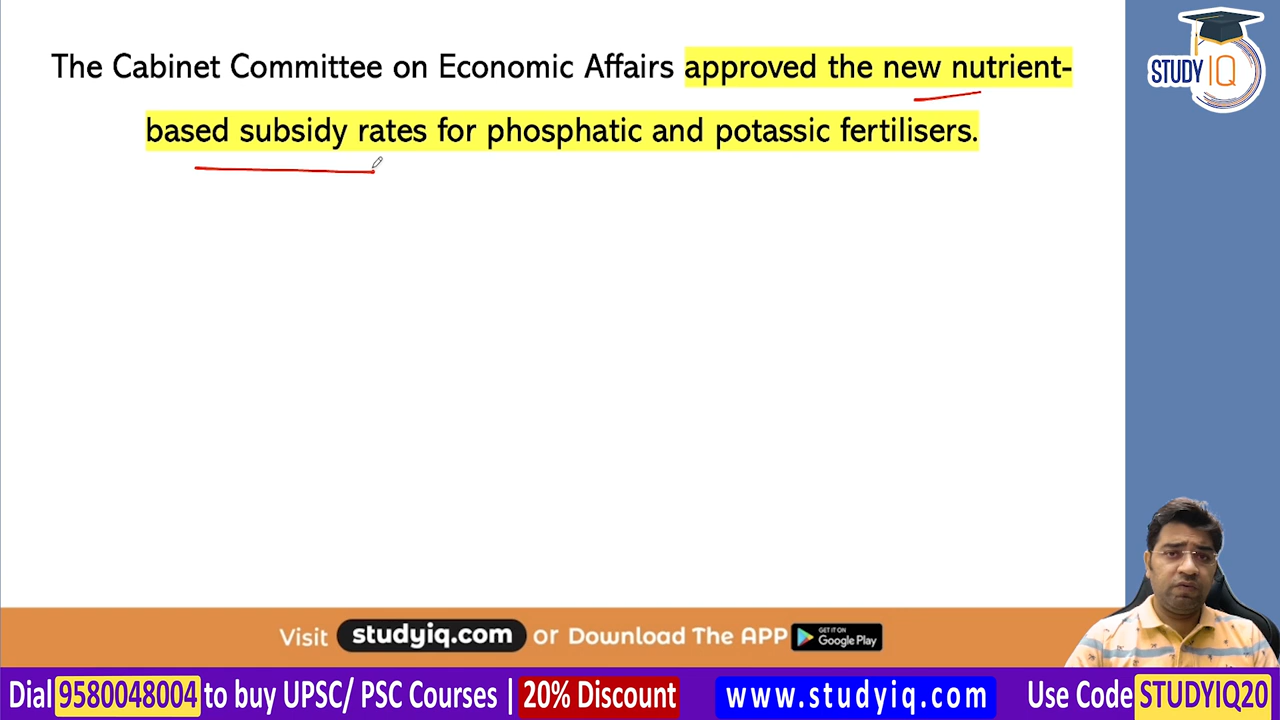 The Cabinet Committee on Economic Affairs approved the new nutrient-
based subsidy rates for phosphatic and potassic fertilisers.
STUDY IQ
Visit studyiq.com or Download The APP GET IT ON Google Play
Dial 9580048004 to buy UPSC/ PSC Courses | 20% Discount www.studyiq.com Use Code STUDYIQ20